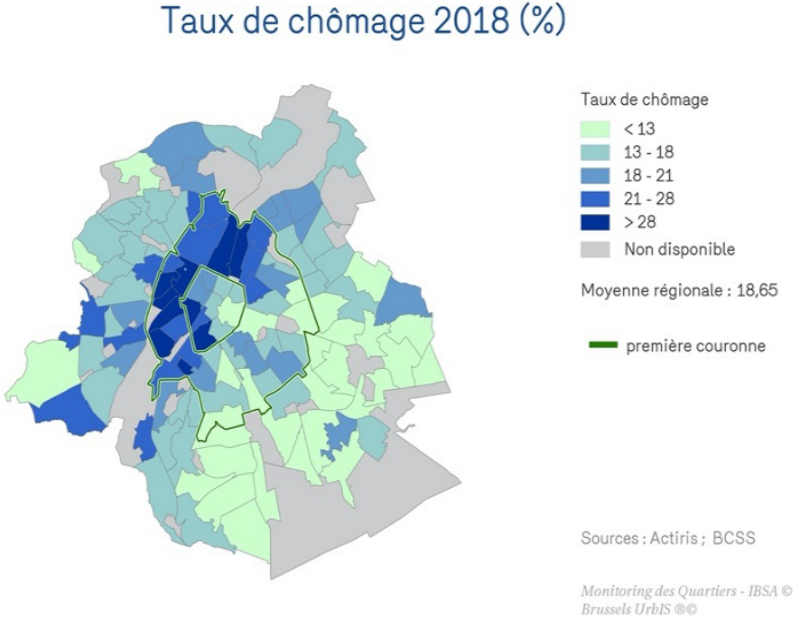 Taux de chômage 2018 (%)
Taux de chômage
< 13
13 - 18
18 - 21
21 - 28
> 28
Non disponible
Moyenne régionale : 18,65
première couronne
Sources : Actiris ; BCSS
Monitoring des Quartiers - IBSA ©
Brussels UrbIS ®©